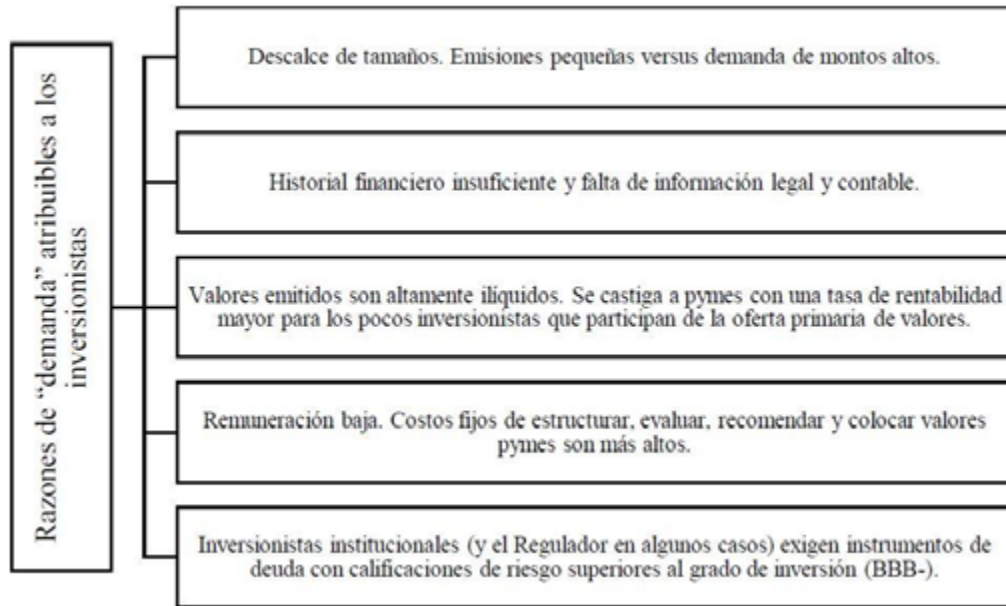 Razones de “demanda” atribuibles a los
inversionistas
Descalce de tamaños. Emisiones pequeñas versus demanda de montos altos.
Historial financiero insuficiente y falta de información legal y contable.
Valores emitidos son altamente ilíquidos. Se castiga a pymes con una tasa de rentabilidad
mayor para los pocos inversionistas que participan de la oferta primaria de valores.
Remuneración baja. Costos fijos de estructurar, evaluar, recomendar y colocar valores
pymes son más altos.
Inversionistas institucionales (y el Regulador en algunos casos) exigen instrumentos de
deuda con calificaciones de riesgo superiores al grado de inversión (BBB-).